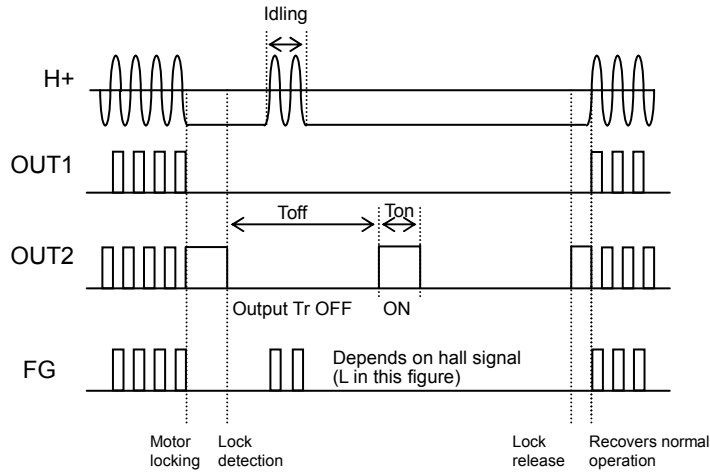 Idling
H+
OUT1
Toff
Ton
OUT2
Output Tr OFF
ON
Depends on hall signal
(L in this figure)
FG
Motor
locking
Lock
detection
Lock
release
Recovers normal
operation